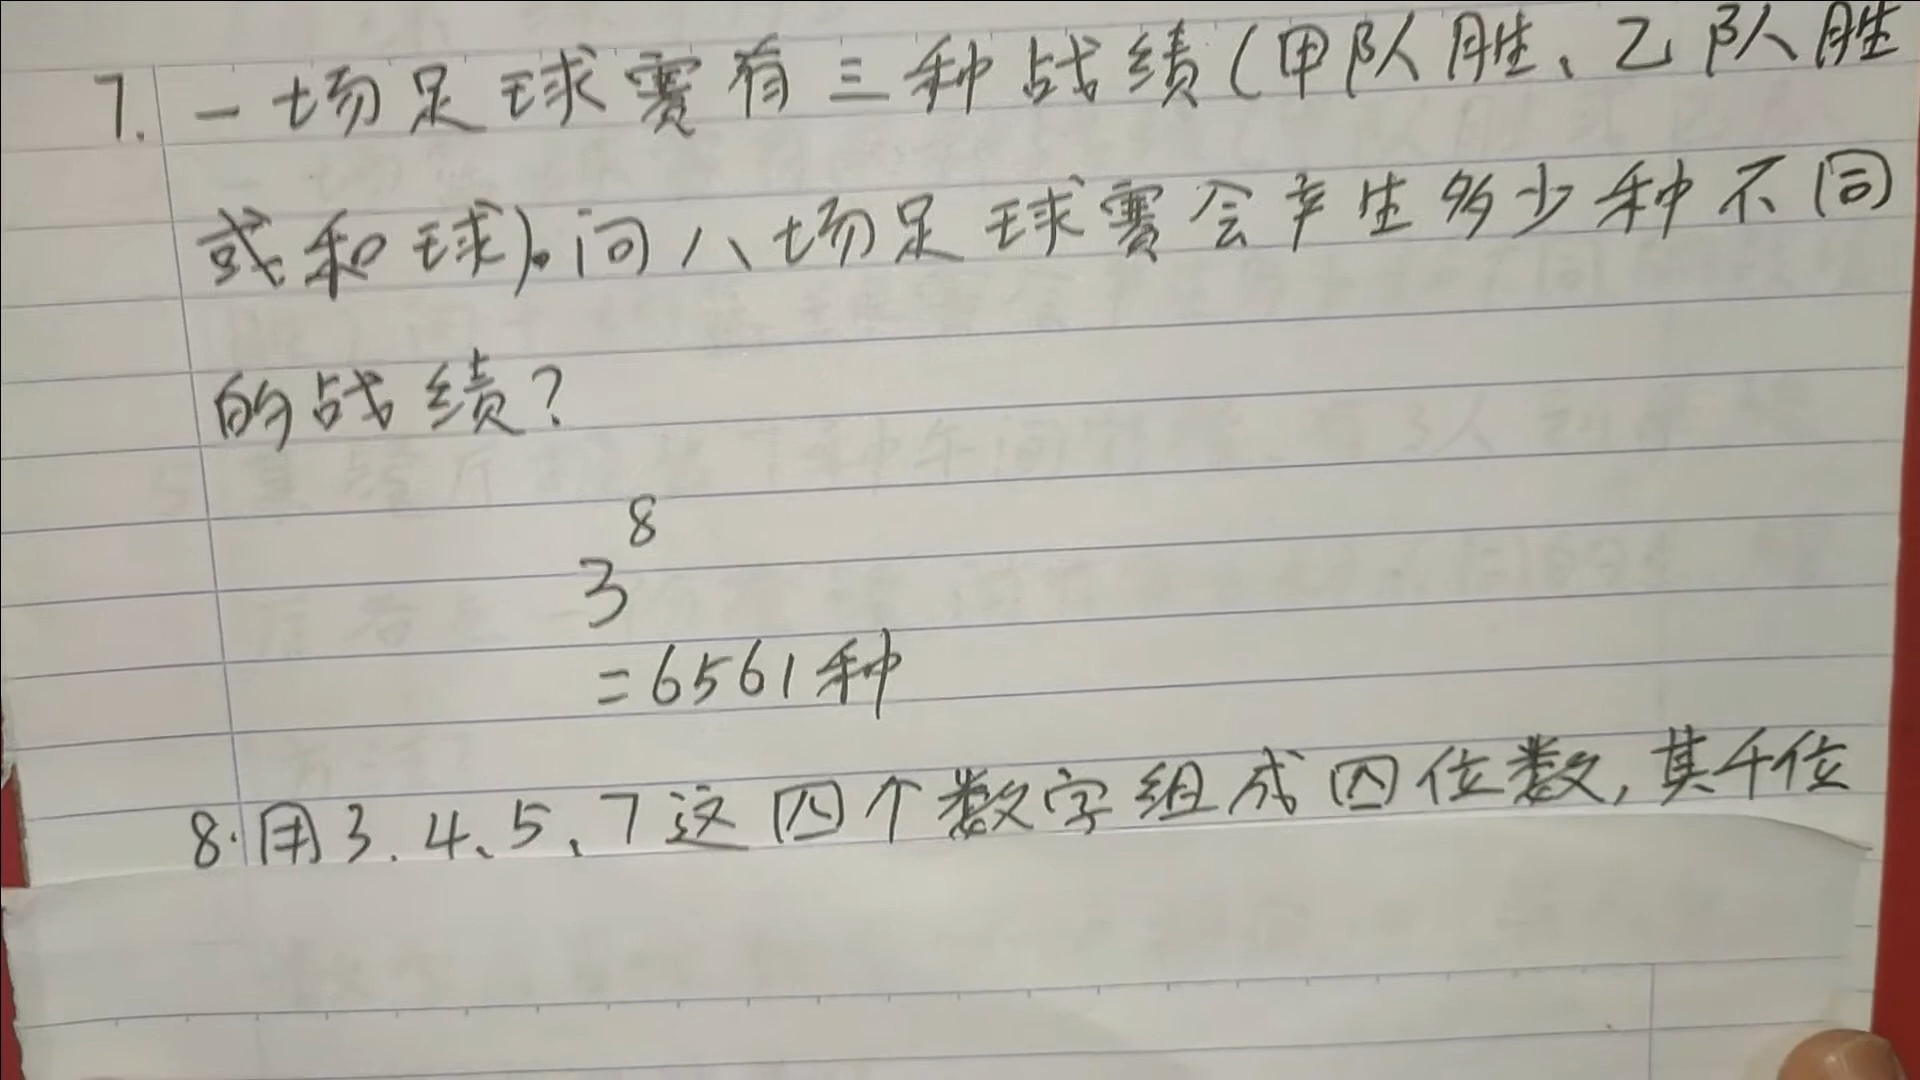 7. 一场足球赛有三种战绩(甲队胜、乙队胜
或和球)。问八场足球赛会产生多少种不同
的战绩?
3⁸
=6561种
8.用3.4、5、7这四个数字组成四位数,其千位